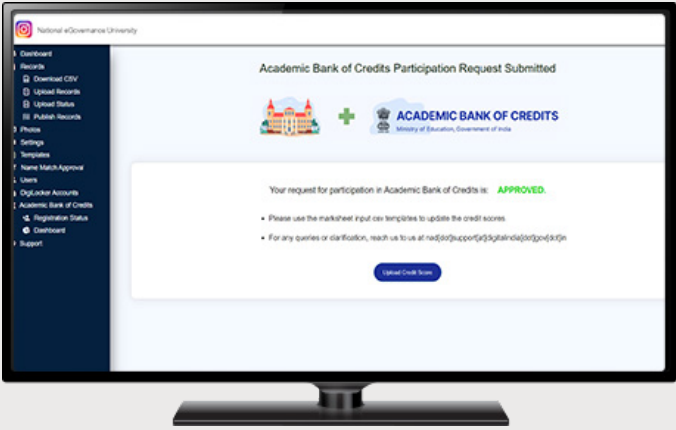 National eGovernance University
Dashboard
Records
Download CSV
Upload Records
Upload Status
Publish Records
Photos
Settings
Templates
Name Match Approval
Users
DigiLocker Accounts
Academic Bank of Credits
Registration Status
Dashboard
Support
Academic Bank of Credits Participation Request Submitted
ACADEMIC BANK OF CREDITS
Ministry of Education, Government of India
Your request for participation in Academic Bank of Credits is: APPROVED.
Please use the marksheet input csv templates to update the credit scores.
For any queries or clarification, reach us to us at nad[dot]support[at]digitalindia[dot]gov[dot]in
Upload Credit Score